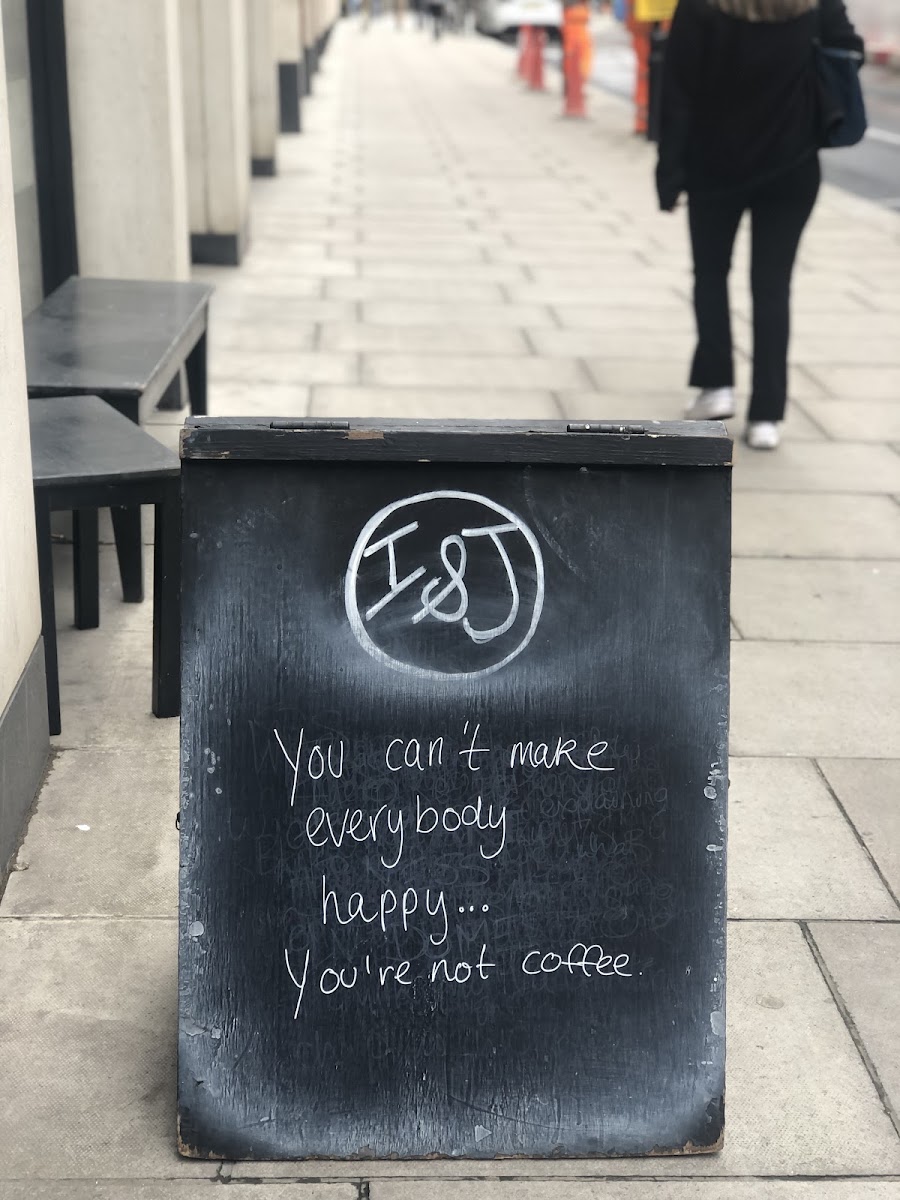 I&J
You can't make
everybody
happy...
You're not coffee.